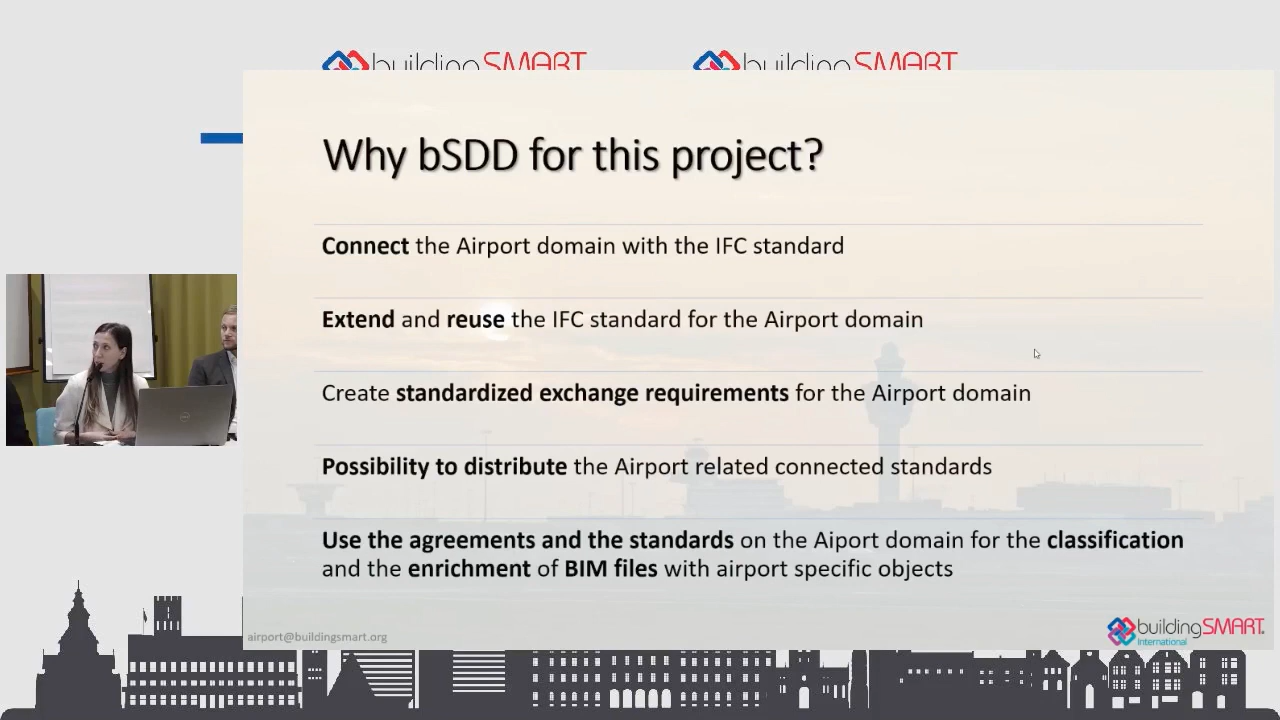 buildingSMART
buildingSMART
Why bSDD for this project?
Connect the Airport domain with the IFC standard
Extend and reuse the IFC standard for the Airport domain
Create standardized exchange requirements for the Airport domain
Possibility to distribute the Airport related connected standards
Use the agreements and the standards on the Aiport domain for the classification
and the enrichment of BIM files with airport specific objects
airport@buildingsmart.org
buildingSMART
International